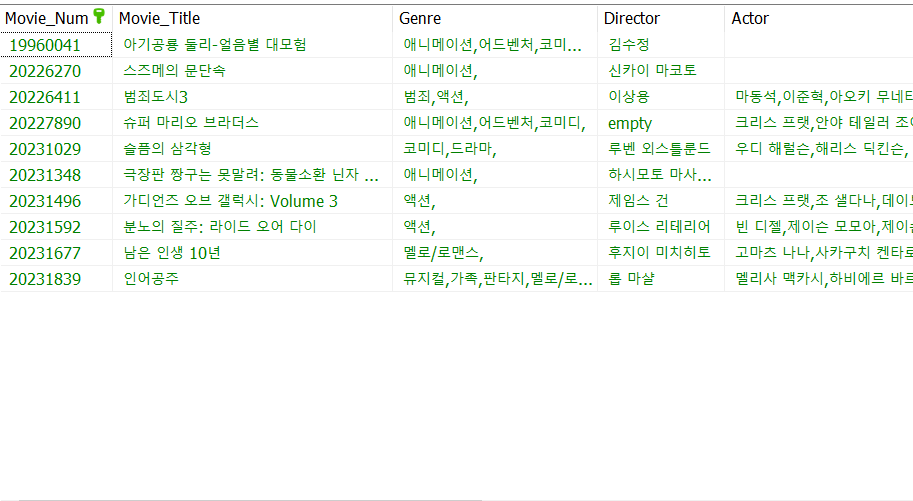 Movie_Num Movie_Title Genre Director Actor
19960041 아기공룡 둘리-얼음별 대모험 애니메이션,어드벤처,코미... 김수정
20226270 스즈메의 문단속 애니메이션, 신카이 마코토
20226411 범죄도시3 범죄,액션, 이상용 마동석,이준혁,아오키 무네타
20227890 슈퍼 마리오 브라더스 애니메이션,어드벤처,코미디, empty 크리스 프랫,안야 테일러 조이
20231029 슬픔의 삼각형 코미디,드라마, 루벤 외스틀룬드 우디 해럴슨,해리스 딕킨슨,
20231348 극장판 짱구는 못말려: 동물소환 닌자 ... 애니메이션, 하시모토 마사...
20231496 가디언즈 오브 갤럭시: Volume 3 액션, 제임스 건 크리스 프랫,조 샐다나,데이브
20231592 분노의 질주: 라이드 오어 다이 액션, 루이스 리테리어 빈 디젤,제이슨 모모아,제이슨
20231677 남은 인생 10년 멜로/로맨스, 후지이 미치히토 고마츠 나나,사카구치 켄타로
20231839 인어공주 뮤지컬,가족,판타지,멜로/로... 롭 마샬 멜리사 맥카시,하비에르 바르